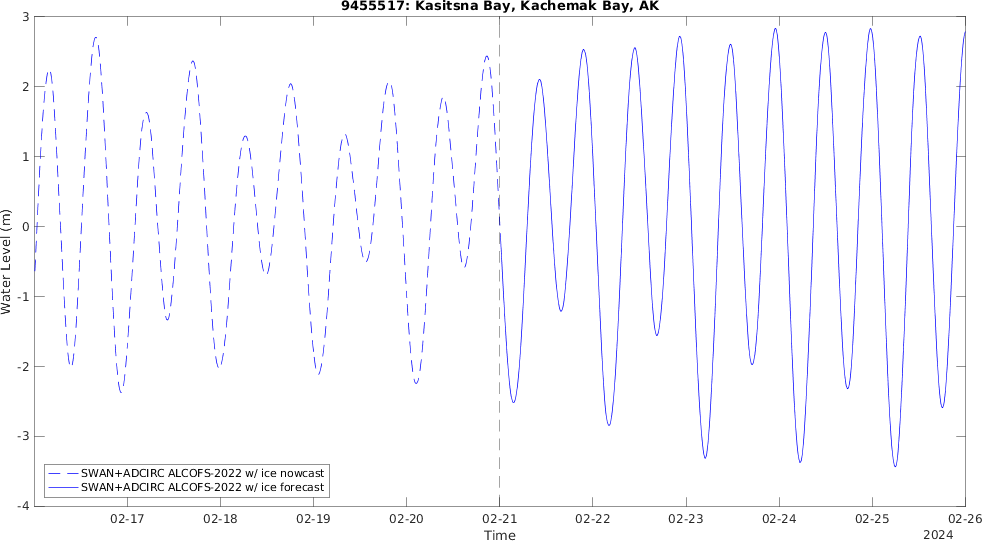 9455517: Kasitsna Bay, Kachemak Bay, AK
3
2
1
0
-1
-2
-3
-4
Water Level (m)
SWAN+ADCIRC ALCOFS-2022 w/ ice nowcast
SWAN+ADCIRC ALCOFS-2022 w/ ice forecast
02-17 02-18 02-19 02-20 02-21 02-22 02-23 02-24 02-25 02-26
Time
2024